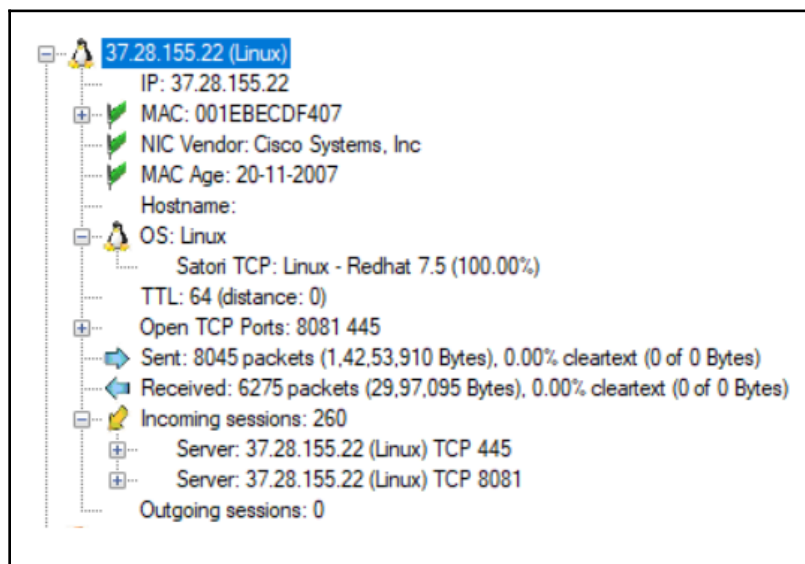 37.28.155.22 (Linux)
IP: 37.28.155.22
MAC: 001EBECDF407
NIC Vendor: Cisco Systems, Inc
MAC Age: 20-11-2007
Hostname:
OS: Linux
Satori TCP: Linux - Redhat 7.5 (100.00%)
TTL: 64 (distance: 0)
Open TCP Ports: 8081 445
Sent: 8045 packets (1,42,53,910 Bytes), 0.00% cleartext (0 of 0 Bytes)
Received: 6275 packets (29,97,095 Bytes), 0.00% cleartext (0 of 0 Bytes)
Incoming sessions: 260
Server: 37.28.155.22 (Linux) TCP 445
Server: 37.28.155.22 (Linux) TCP 8081
Outgoing sessions: 0